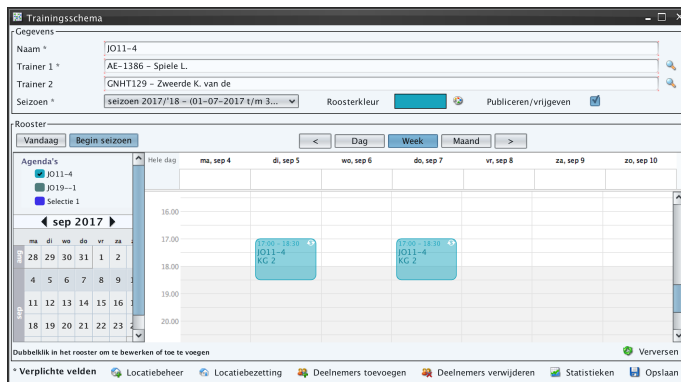 Trainingsschema
Gegevens
Naam * JO11-4
Trainer 1 * AE-1386 - Spiele L.
Trainer 2 GNHT129 - Zweerde K. van de
Seizoen * seizoen 2017/'18 - (01-07-2017 t/m 3... Roosterkleur Publiceren/vrijgeven
Rooster
Vandaag Begin seizoen < Dag Week Maand >
Agenda's
JO11-4
JO19--1
Selectie 1
sep 2017
ma di wo do vr za
aug
28 29 30 31 1 2
4 5 6 7 8 9
11 12 13 14 15 16
18 19 20 21 22 23
sep
Hele dag ma, sep 4 di, sep 5 wo, sep 6 do, sep 7 vr, sep 8 za, sep 9 zo, sep 10
16.00
17.00
18.00
19.00
20.00
17:00 - 18:30
JO11-4
KG 2
17:00 - 18:30
JO11-4
KG 2
Dubbelklik in het rooster om te bewerken of toe te voegen Verversen
* Verplichte velden Locatiebeheer Locatiebezetting Deelnemers toevoegen Deelnemers verwijderen Statistieken Opslaan